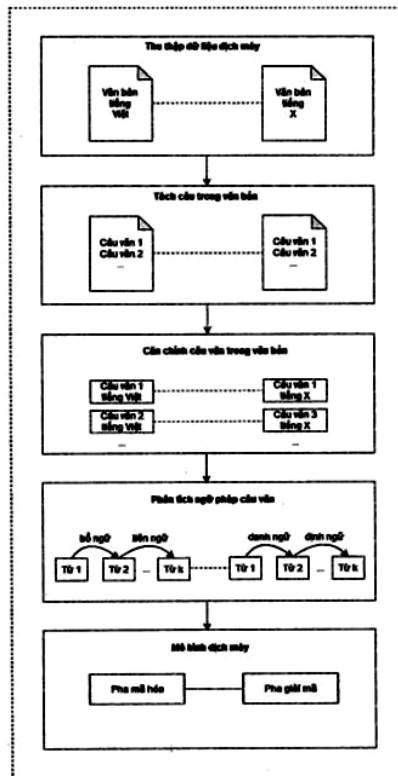 Thu thập dữ liệu dịch máy
Văn bản
tiếng
Việt
Văn bản
tiếng
X
Tách câu trong văn bản
Câu văn 1
Câu văn 2
...
Câu văn 1
Câu văn 2
...
Căn chỉnh câu văn trong văn bản
Câu văn 1
tiếng Việt
Câu văn 1
tiếng X
Câu văn 2
tiếng Việt
Câu văn 3
tiếng X
...
...
Phân tích ngữ pháp câu văn
bổ ngữ
liên ngữ
danh ngữ
định ngữ
Từ 1
Từ 2
...
Từ k
Từ 1
Từ 2
...
Từ k
Mô hình dịch máy
Pha mã hóa
Pha giải mã